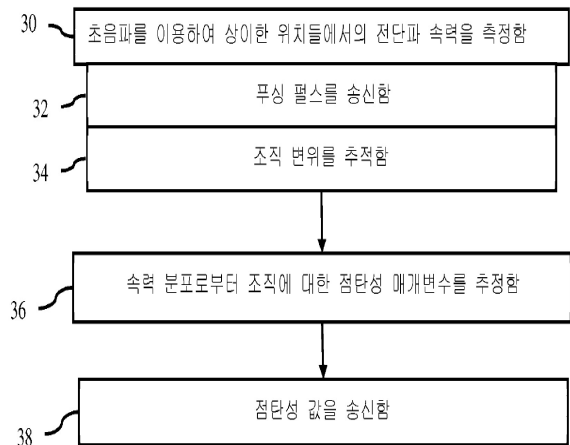 30
초음파를 이용하여 상이한 위치들에서의 전단파 속력을 측정함
32
푸싱 펄스를 송신함
34
조직 변위를 추적함
36
속력 분포로부터 조직에 대한 점탄성 매개변수를 추정함
38
점탄성 값을 송신함